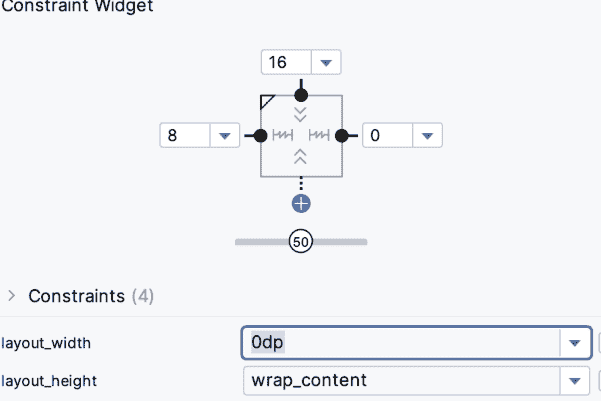 Constraint Widget
16
8
0
50
Constraints (4)
layout_width
0dp
layout_height
wrap_content